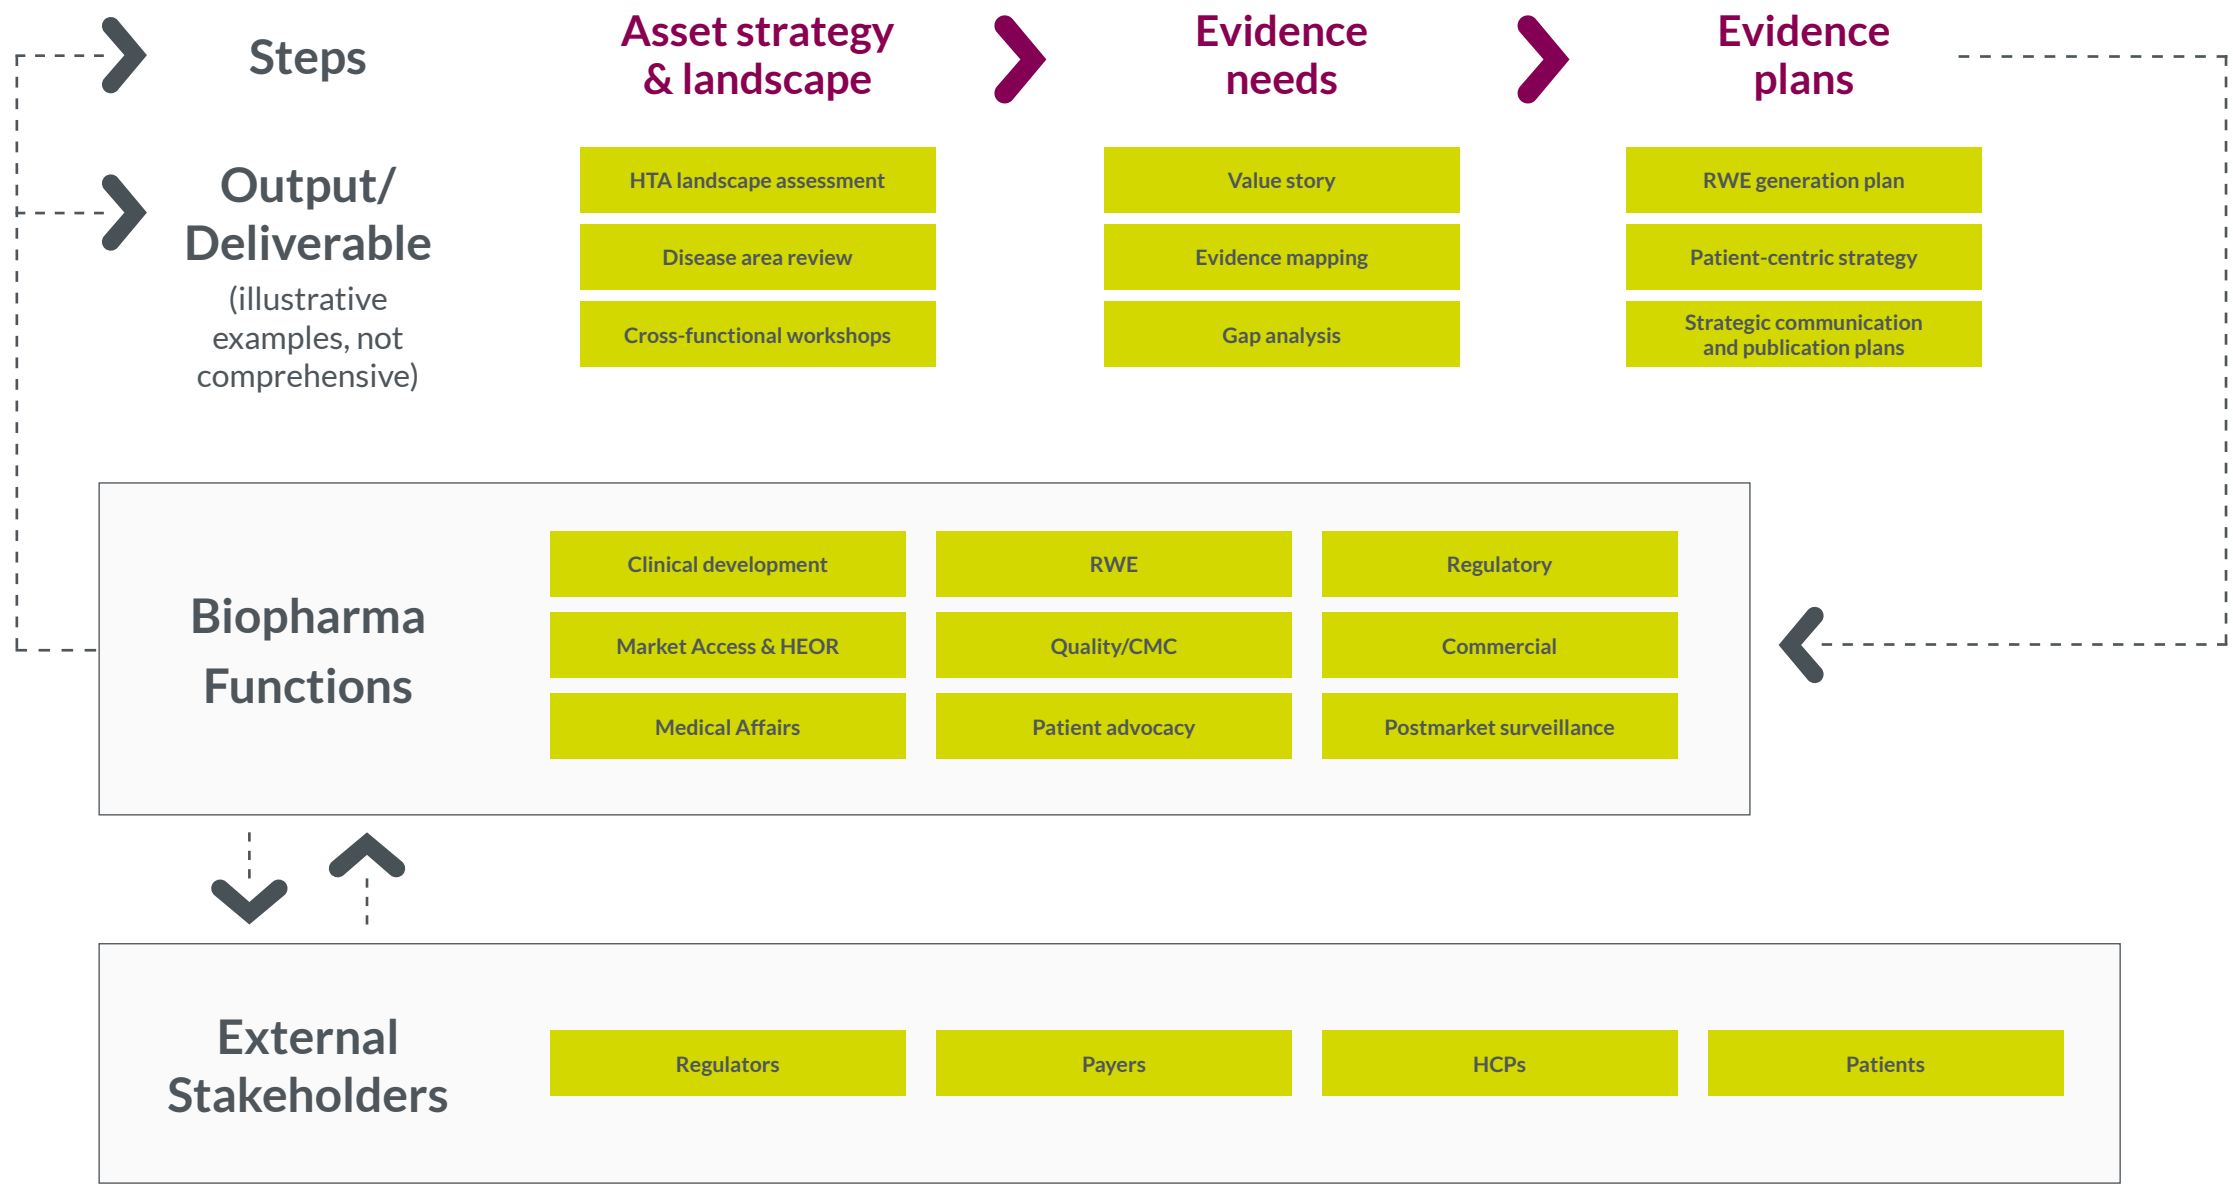 Steps
Asset strategy
& landscape
Evidence
needs
Evidence
plans
Output/
Deliverable
(illustrative
examples, not
comprehensive)
HTA landscape assessment
Value story
RWE generation plan
Disease area review
Evidence mapping
Patient-centric strategy
Cross-functional workshops
Gap analysis
Strategic communication
and publication plans
Biopharma
Functions
Clinical development
RWE
Regulatory
Market Access & HEOR
Quality/CMC
Commercial
Medical Affairs
Patient advocacy
Postmarket surveillance
External
Stakeholders
Regulators
Payers
HCPs
Patients